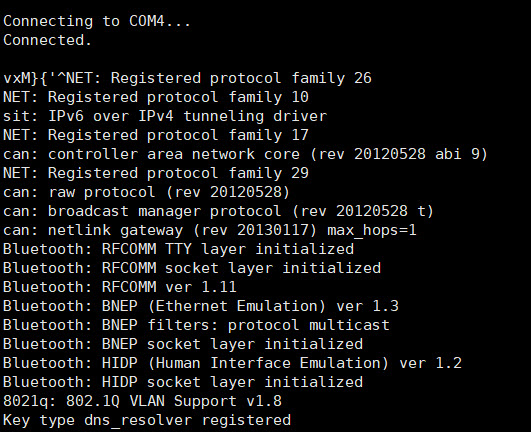 Connecting to COM4...
Connected.
vxM}{'^NET: Registered protocol family 26
NET: Registered protocol family 10
sit: IPv6 over IPv4 tunneling driver
NET: Registered protocol family 17
can: controller area network core (rev 20120528 abi 9)
NET: Registered protocol family 29
can: raw protocol (rev 20120528)
can: broadcast manager protocol (rev 20120528 t)
can: netlink gateway (rev 20130117) max_hops=1
Bluetooth: RFCOMM TTY layer initialized
Bluetooth: RFCOMM socket layer initialized
Bluetooth: RFCOMM ver 1.11
Bluetooth: BNEP (Ethernet Emulation) ver 1.3
Bluetooth: BNEP filters: protocol multicast
Bluetooth: BNEP socket layer initialized
Bluetooth: HIDP (Human Interface Emulation) ver 1.2
Bluetooth: HIDP socket layer initialized
8021q: 802.1Q VLAN Support v1.8
Key type dns_resolver registered